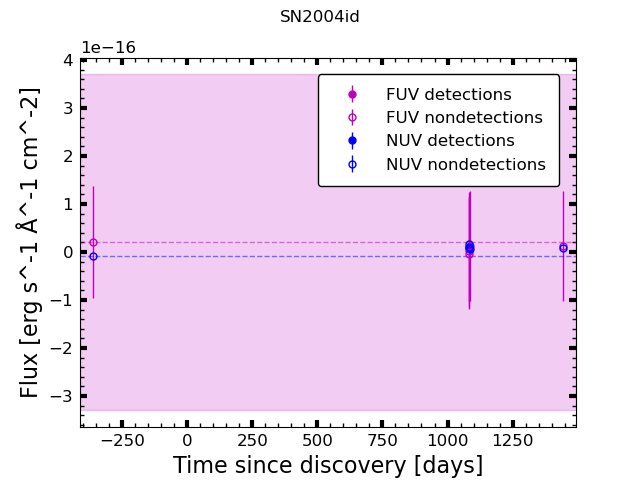 SN2004id
1e−16
4
3
2
1
0
−1
−2
−3
FUV detections
FUV nondetections
NUV detections
NUV nondetections
−250 0 250 500 750 1000 1250
Time since discovery [days]
Flux [erg s^-1 Å^-1 cm^-2]